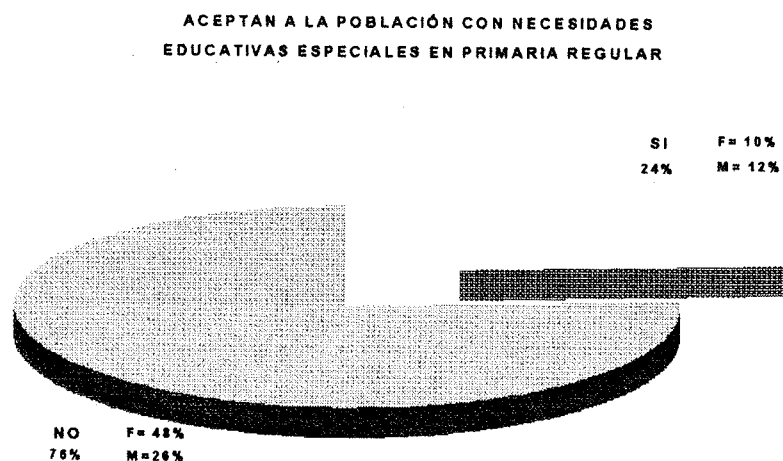 ACEPTAN A LA POBLACIÓN CON NECESIDADES
EDUCATIVAS ESPECIALES EN PRIMARIA REGULAR
SI F= 10%
24% M= 12%
NO F= 48%
76% M=26%